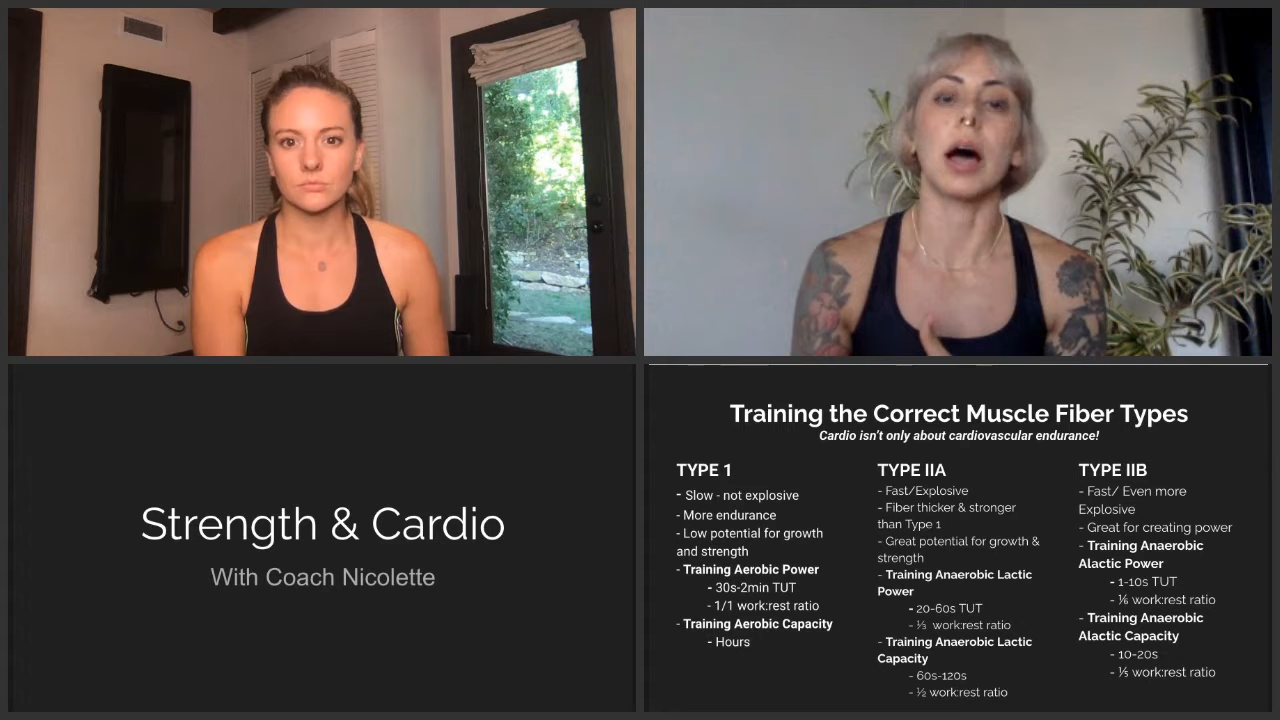 Strength & Cardio
With Coach Nicolette
Training the Correct Muscle Fiber Types
Cardio isn't only about cardiovascular endurance!
TYPE 1
- Slow - not explosive
- More endurance
- Low potential for growth
and strength
- Training Aerobic Power
- 30s-2min TUT
- 1/1 work:rest ratio
- Training Aerobic Capacity
- Hours
TYPE IIA
- Fast/Explosive
- Fiber thicker & stronger
than Type 1
- Great potential for growth &
strength
- Training Anaerobic Lactic
Power
- 20-60s TUT
- ⅓ work:rest ratio
- Training Anaerobic Lactic
Capacity
- 60s-120s
- ½ work:rest ratio
TYPE IIB
- Fast/ Even more
Explosive
- Great for creating power
- Training Anaerobic
Alactic Power
- 1-10s TUT
- ⅙ work:rest ratio
- Training Anaerobic
Alactic Capacity
- 10-20s
- ⅕ work:rest ratio